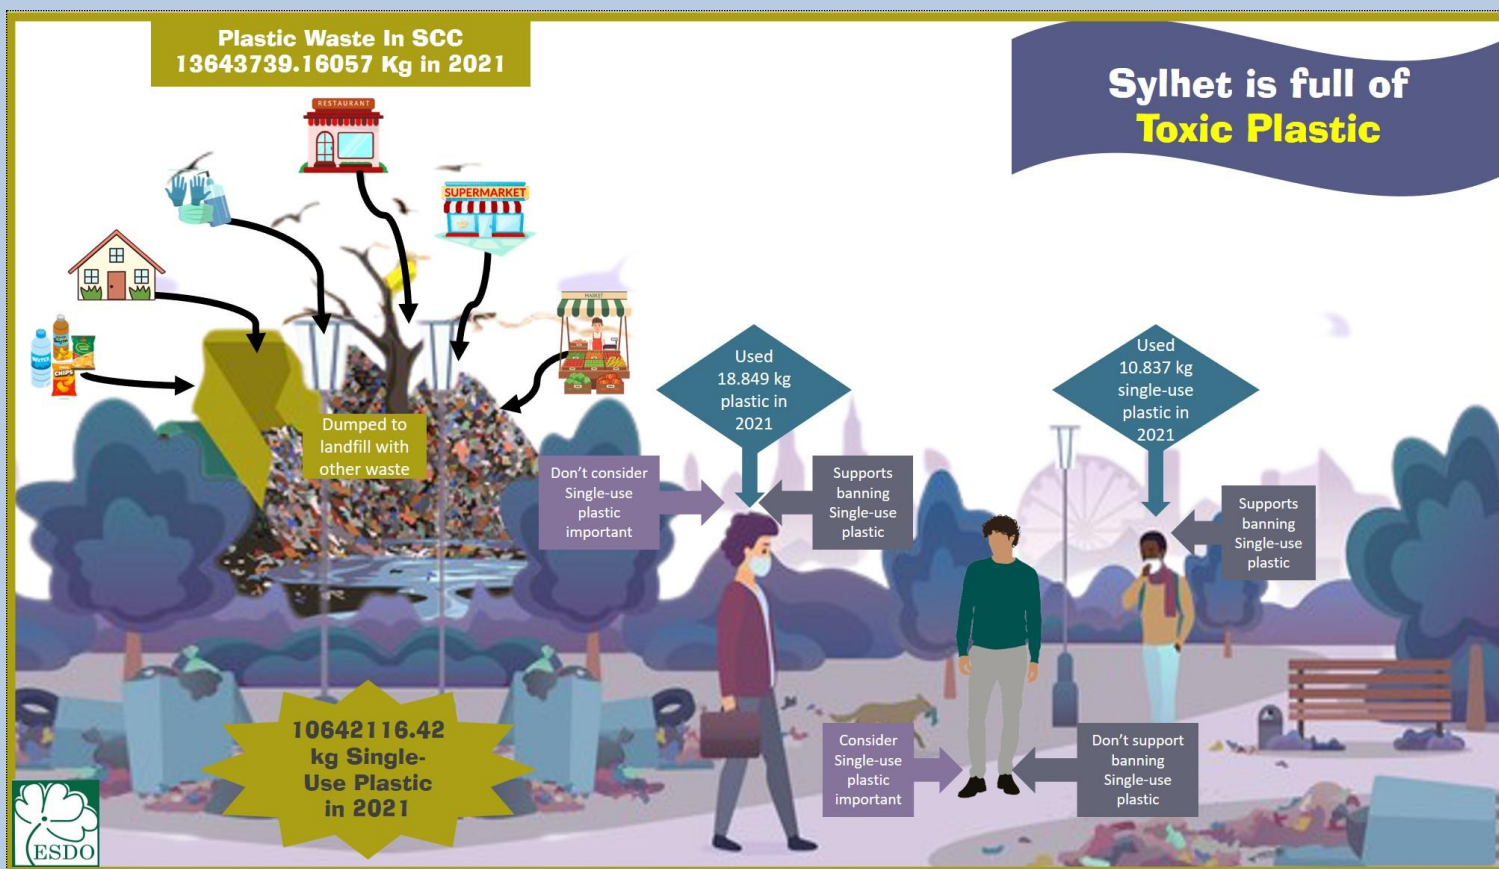 Plastic Waste In SCC
13643739.16057 Kg in 2021
Sylhet is full of
Toxic Plastic
RESTAURANT
SUPERMARKET
MARKET
WATER
CHIPS
Dumped to
landfill with
other waste
Used
18.849 kg
plastic in
2021
Used
10.837 kg
single-use
plastic in
2021
Don't consider
Single-use
plastic
important
Supports
banning
Single-use
plastic
Supports
banning
Single-use
plastic
Consider
Single-use
plastic
important
Don't support
banning
Single-use
plastic
10642116.42
kg Single-
Use Plastic
in 2021
ESDO